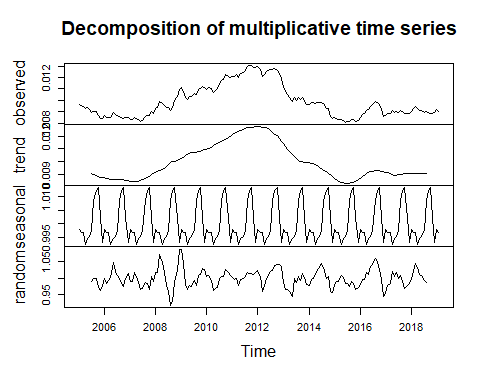 Decomposition of multiplicative time series
observed
0.012
0.008
trend
0.012
0.009
seasonal
1.010
0.995
random
1.05
0.95
2006 2008 2010 2012 2014 2016 2018
Time